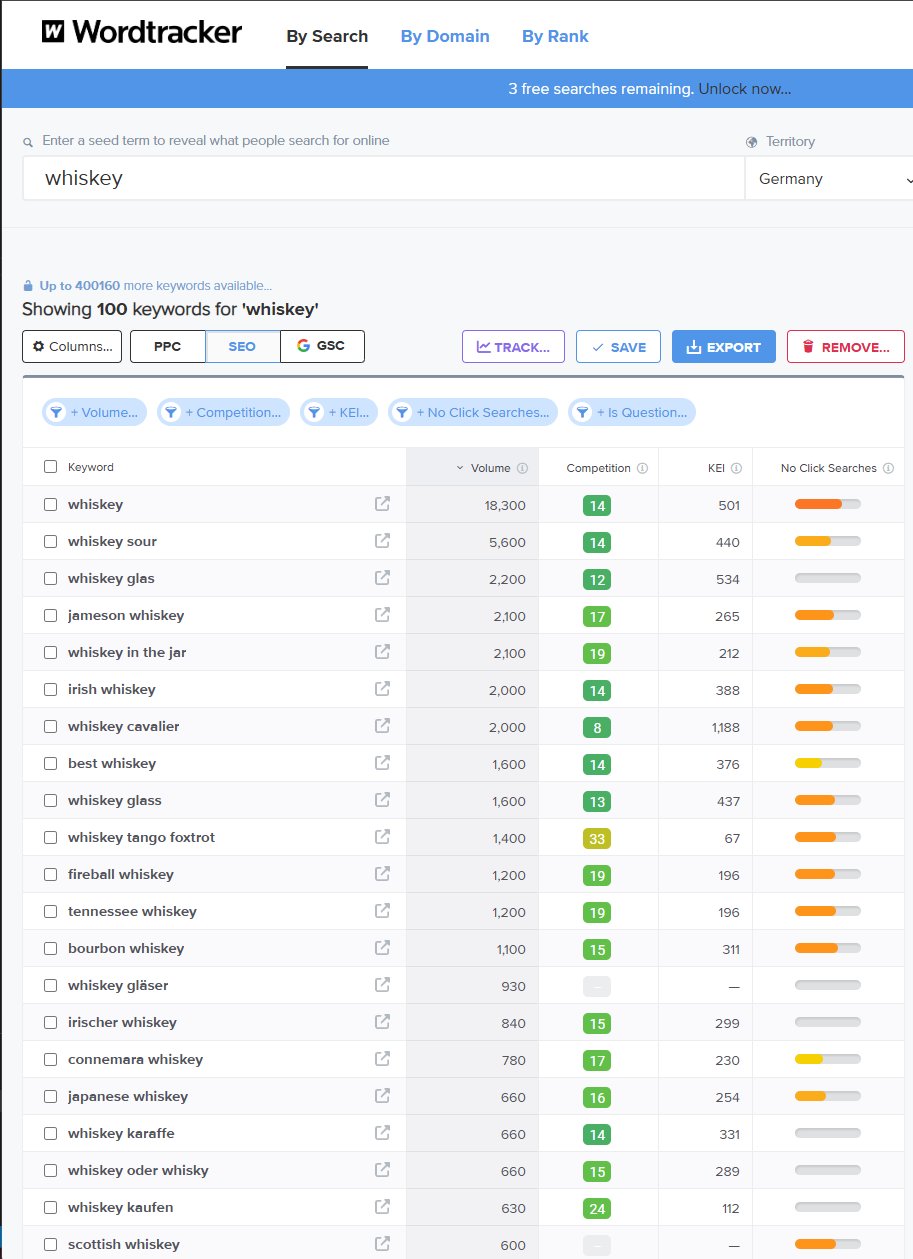 W Wordtracker By Search By Domain By Rank
3 free searches remaining. Unlock now...
Enter a seed term to reveal what people search for online Territory
whiskey Germany
Up to 400160 more keywords available...
Showing 100 keywords for 'whiskey'
Columns... PPC SEO G GSC TRACK... SAVE EXPORT REMOVE...
+ Volume... + Competition... + KEI... + No Click Searches... + Is Question...
Keyword Volume Competition KEI No Click Searches
whiskey 18,300 14 501
whiskey sour 5,600 14 440
whiskey glas 2,200 12 534
jameson whiskey 2,100 17 265
whiskey in the jar 2,100 19 212
irish whiskey 2,000 14 388
whiskey cavalier 2,000 8 1,188
best whiskey 1,600 14 376
whiskey glass 1,600 13 437
whiskey tango foxtrot 1,400 33 67
fireball whiskey 1,200 19 196
tennessee whiskey 1,200 19 196
bourbon whiskey 1,100 15 311
whiskey gläser 930 – —
irischer whiskey 840 15 299
connemara whiskey 780 17 230
japanese whiskey 660 16 254
whiskey karaffe 660 14 331
whiskey oder whisky 660 15 289
whiskey kaufen 630 24 112
scottish whiskey 600 – —